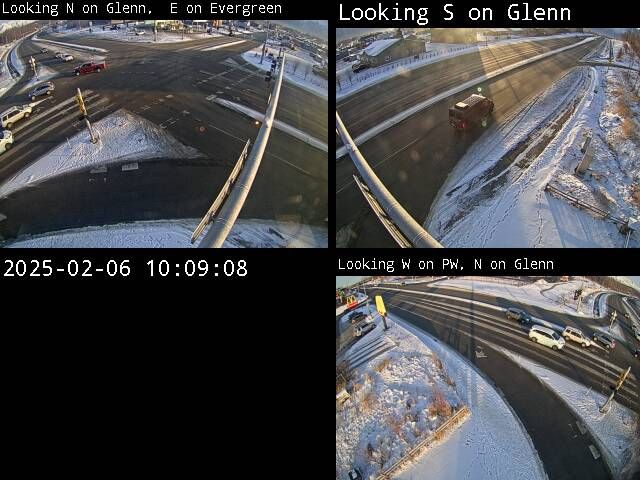 Looking N on Glenn,  E on Evergreen
Looking S on Glenn
2025-02-06 10:09:08
Looking W on PW, N on Glenn